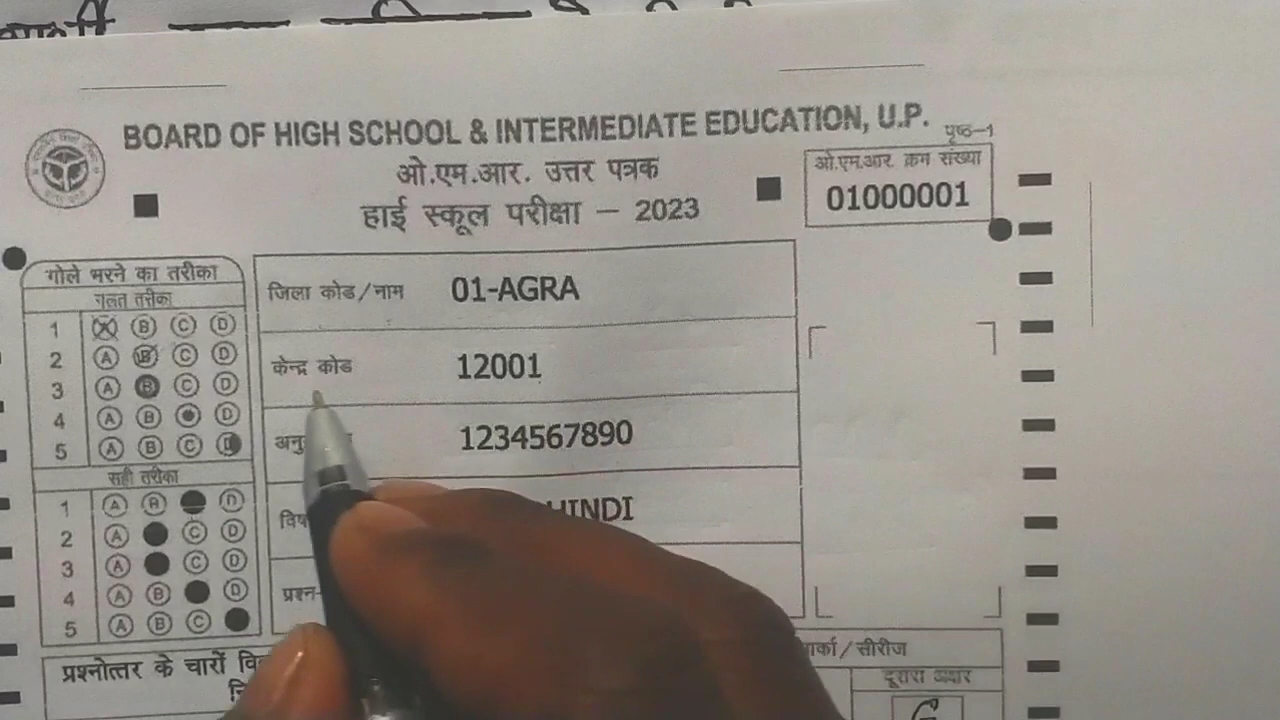 BOARD OF HIGH SCHOOL & INTERMEDIATE EDUCATION, U.P.
पृष्ठ-1
ओ.एम.आर. उत्तर पत्रक
ओ.एम.आर. क्रम संख्या
01000001
हाई स्कूल परीक्षा – 2023
गोले भरने का तरीका
गलत तरीका
1 A B C D
2 A B C D
3 A B C D
4 A B D
5 A B C
सही तरीका
1 A B D
2 A C D
3 A C D
4 A B D
5 A B C
जिला कोड/नाम 01-AGRA
केन्द्र कोड 12001
1234567890
HINDI
प्रश्न-
प्रश्नोत्तर के चारों
/सीरीज
दूसरा अक्षर